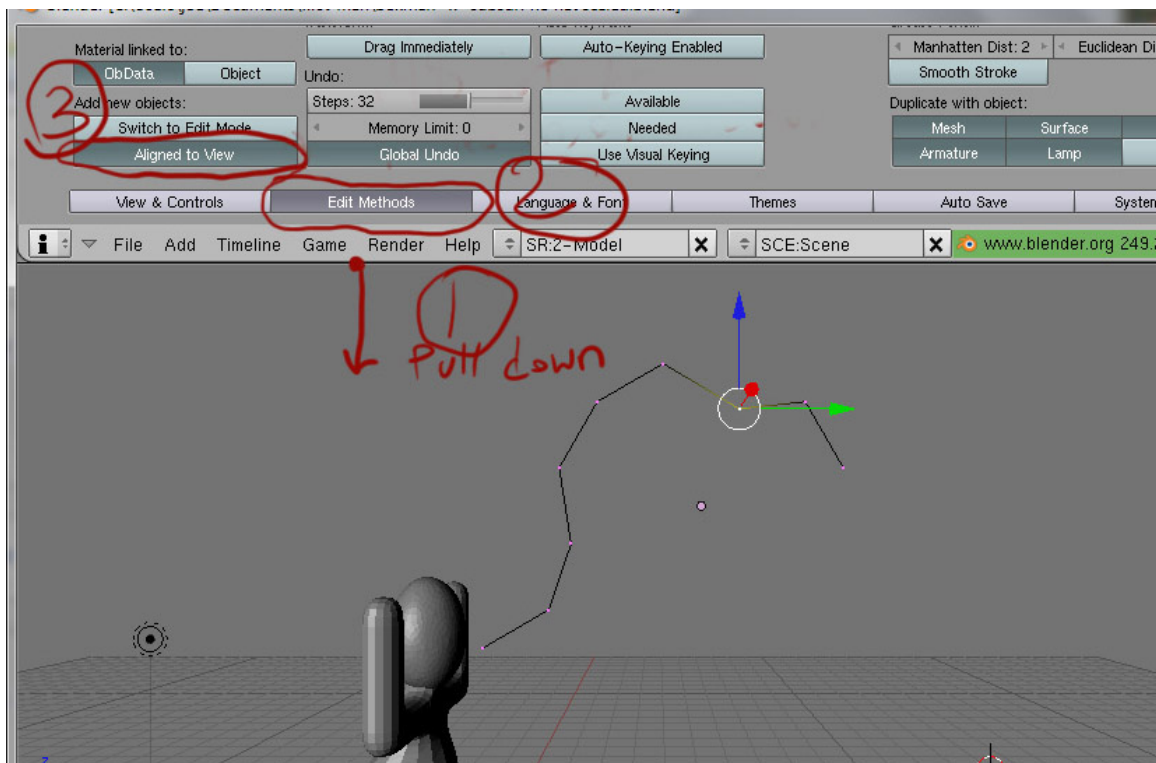 Material linked to:
Drag Immediately
Auto-Keying Enabled
Manhatten Dist: 2
Euclidean Di
ObData
Object
Undo:
Smooth Stroke
3
Add new objects:
Steps: 32
Available
Duplicate with object:
Switch to Edit Mode
Memory Limit: 0
Needed
Mesh
Surface
Aligned to View
Global Undo
Use Visual Keying
Armature
Lamp
2
View & Controls
Edit Methods
Language & Font
Themes
Auto Save
System
File
Add
Timeline
Game
Render
Help
SR:2-Model
X
SCE:Scene
X
www.blender.org 249.
1
Pull down
z